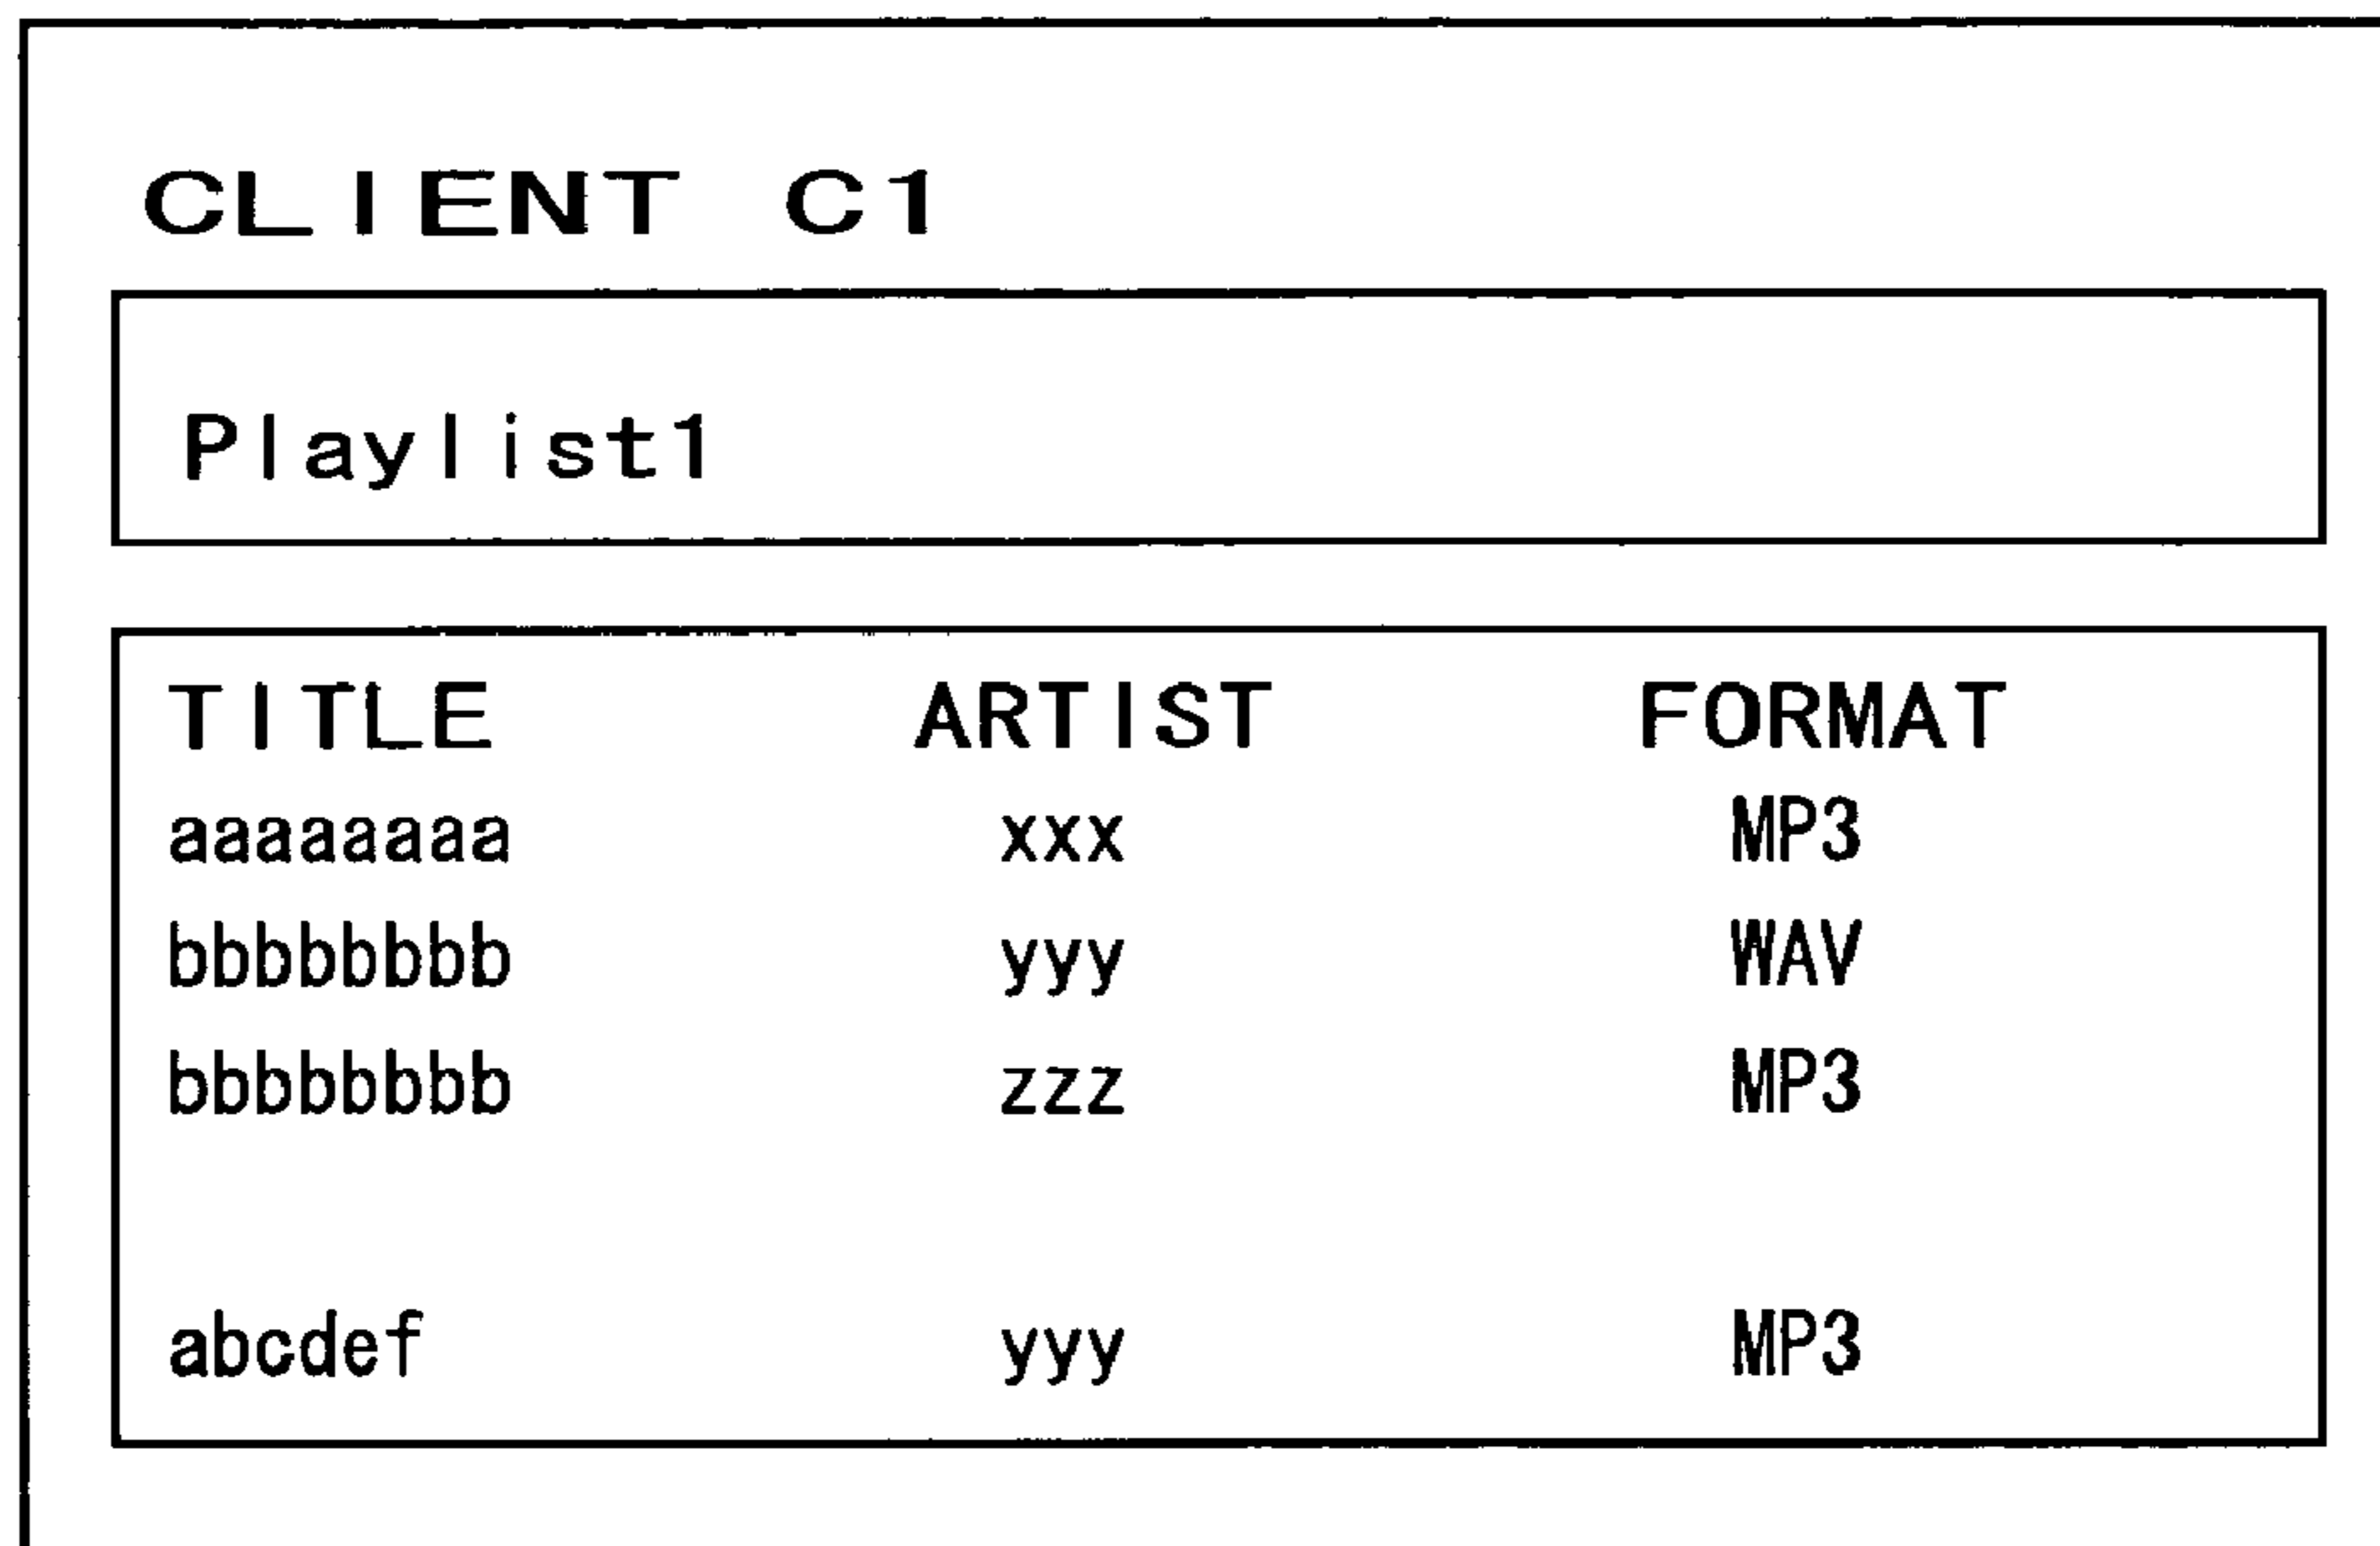 CLIENT C1
Playlist1
TITLE ARTIST FORMAT
aaaaaaaa xxx MP3
bbbbbbbb yyy WAV
bbbbbbbb zzz MP3
abcdef yyy MP3